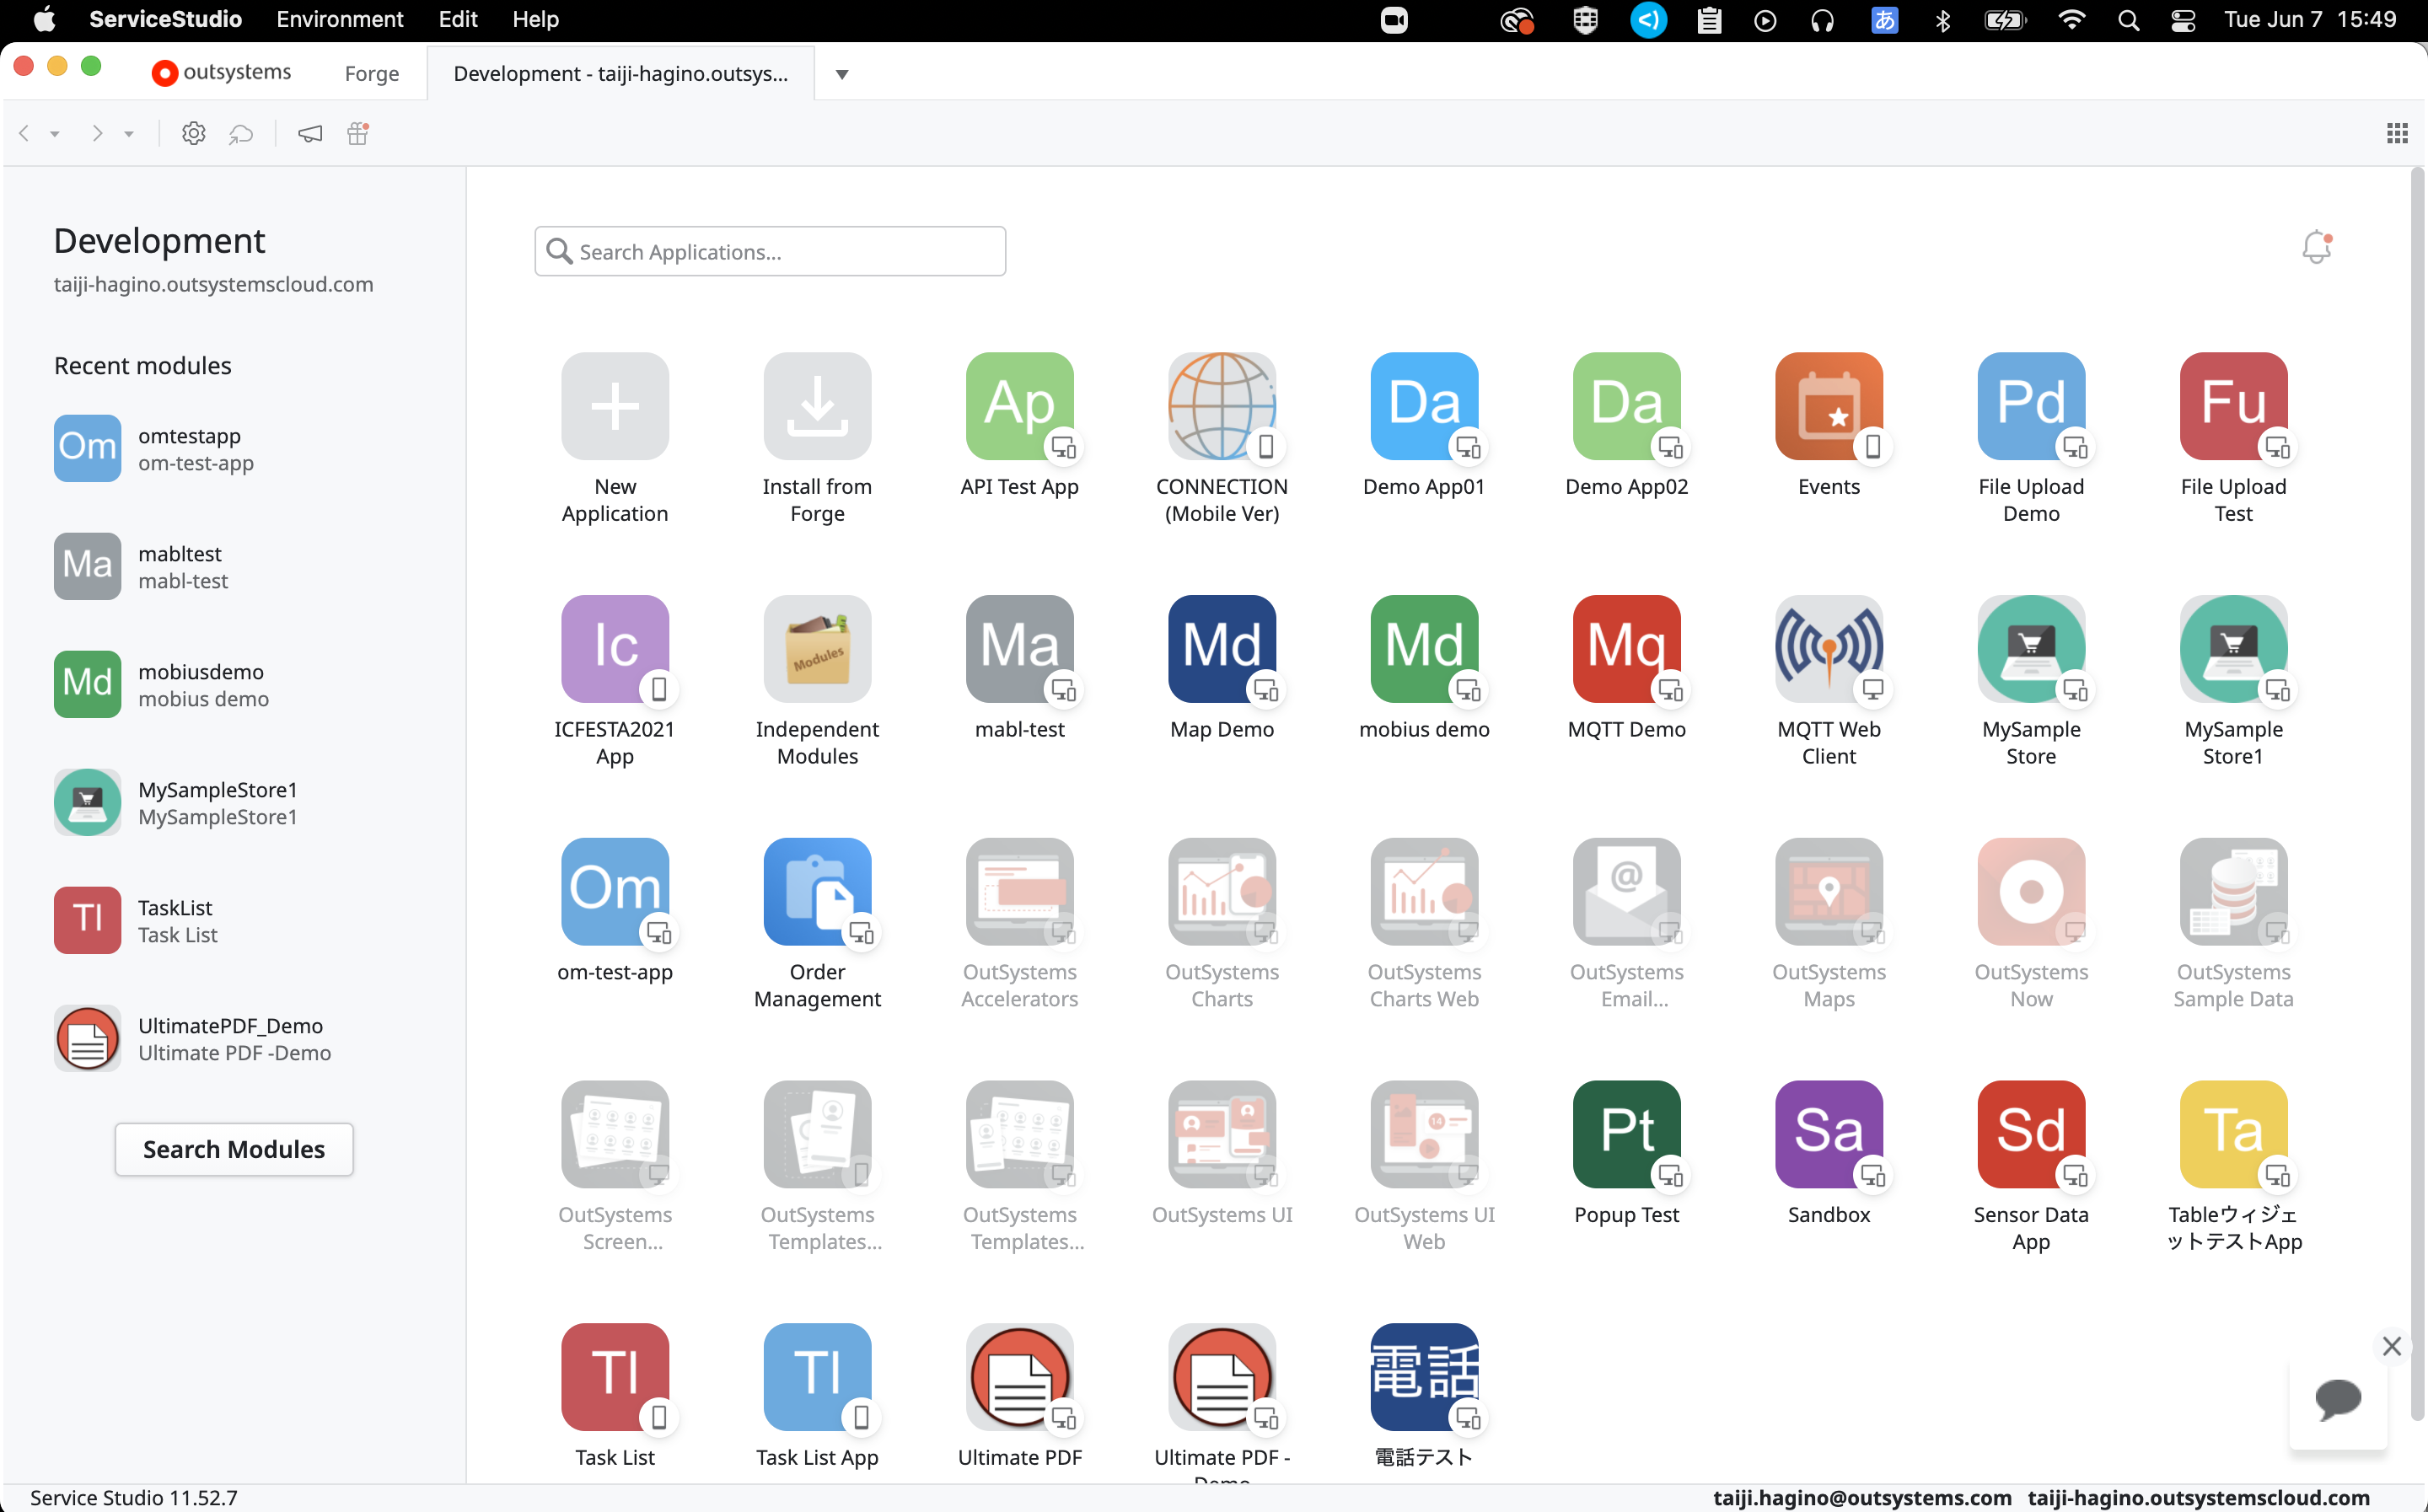 ServiceStudio Environment Edit Help あ Tue Jun 7 15:49
outsystems Forge Development - taiji-hagino.outsys...
Development
taiji-hagino.outsystemscloud.com
Search Applications...
Recent modules
Om omtestapp
om-test-app
Ma mabltest
mabl-test
Md mobiusdemo
mobius demo
MySampleStore1
MySampleStore1
Tl TaskList
Task List
UltimatePDF_Demo
Ultimate PDF -Demo
Search Modules
Ap Da Da Pd Fu
New Install from API Test App CONNECTION Demo App01 Demo App02 Events File Upload File Upload
Application Forge (Mobile Ver) Demo Test
Ic Modules Ma Md Md Mq
ICFESTA2021 Independent mabl-test Map Demo mobius demo MQTT Demo MQTT Web MySample MySample
App Modules Client Store Store1
Om @
om-test-app Order OutSystems OutSystems OutSystems OutSystems OutSystems OutSystems OutSystems
Management Accelerators Charts Charts Web Email... Maps Now Sample Data
14 Pt Sa Sd Ta
OutSystems OutSystems OutSystems OutSystems UI OutSystems UI Popup Test Sandbox Sensor Data Tableウィジェ
Screen... Templates... Templates... Web App ットテストApp
Tl Tl 電話
Task List Task List App Ultimate PDF Ultimate PDF - 電話テスト
Demo
Service Studio 11.52.7 taiji.hagino@outsystems.com taiji-hagino.outsystemscloud.com